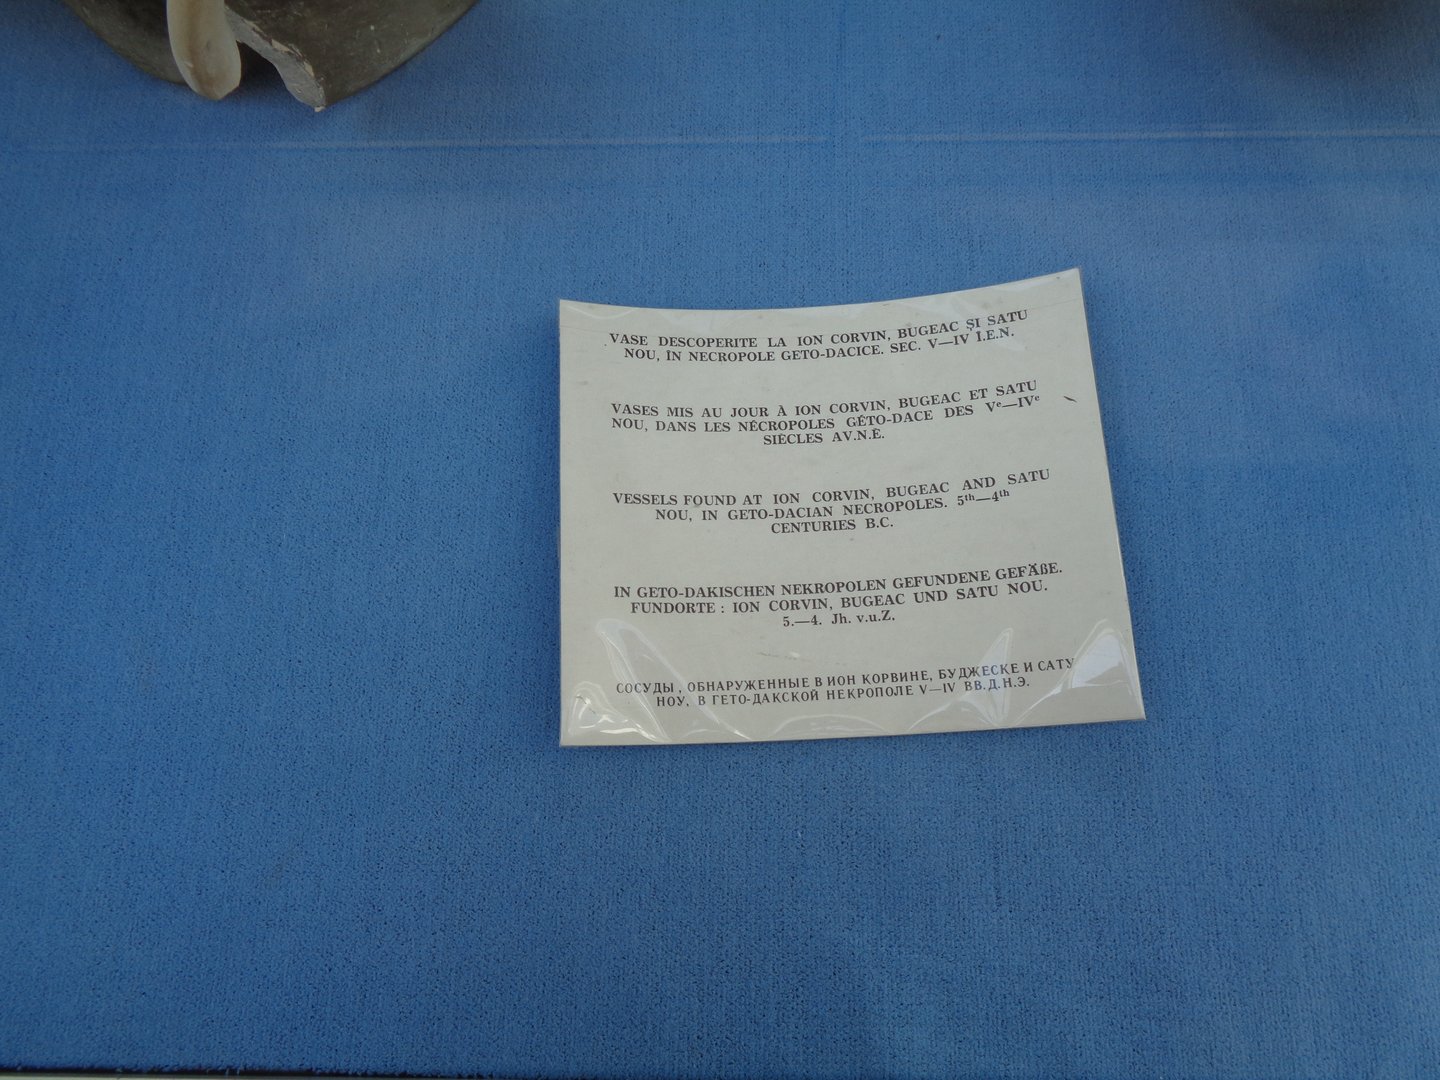 VASE DESCOPERITE LA ION CORVIN, BUGEAC ȘI SATU
NOU, ÎN NECROPOLE GETO-DACICE. SEC. V—IV Î.E.N.
VASES MIS AU JOUR À ION CORVIN, BUGEAC ET SATU
NOU, DANS LES NÉCROPOLES GÉTO-DACE DES Vᵉ—IVᵉ
SIÈCLES AV.N.È.
VESSELS FOUND AT ION CORVIN, BUGEAC AND SATU
NOU, IN GETO-DACIAN NECROPOLES. 5ᵗʰ—4ᵗʰ
CENTURIES B.C.
IN GETO-DAKISCHEN NEKROPOLEN GEFUNDENE GEFÄßE.
FUNDORTE : ION CORVIN, BUGEAC UND SATU NOU.
5.—4. Jh. v.u.Z.
СОСУДЫ, ОБНАРУЖЕННЫЕ В ИОН КОРВИНЕ, БУДЖЕСКЕ И САТУ
НОУ, В ГЕТО-ДАКСКОЙ НЕКРОПОЛЕ V—IV ВВ.Д.Н.Э.